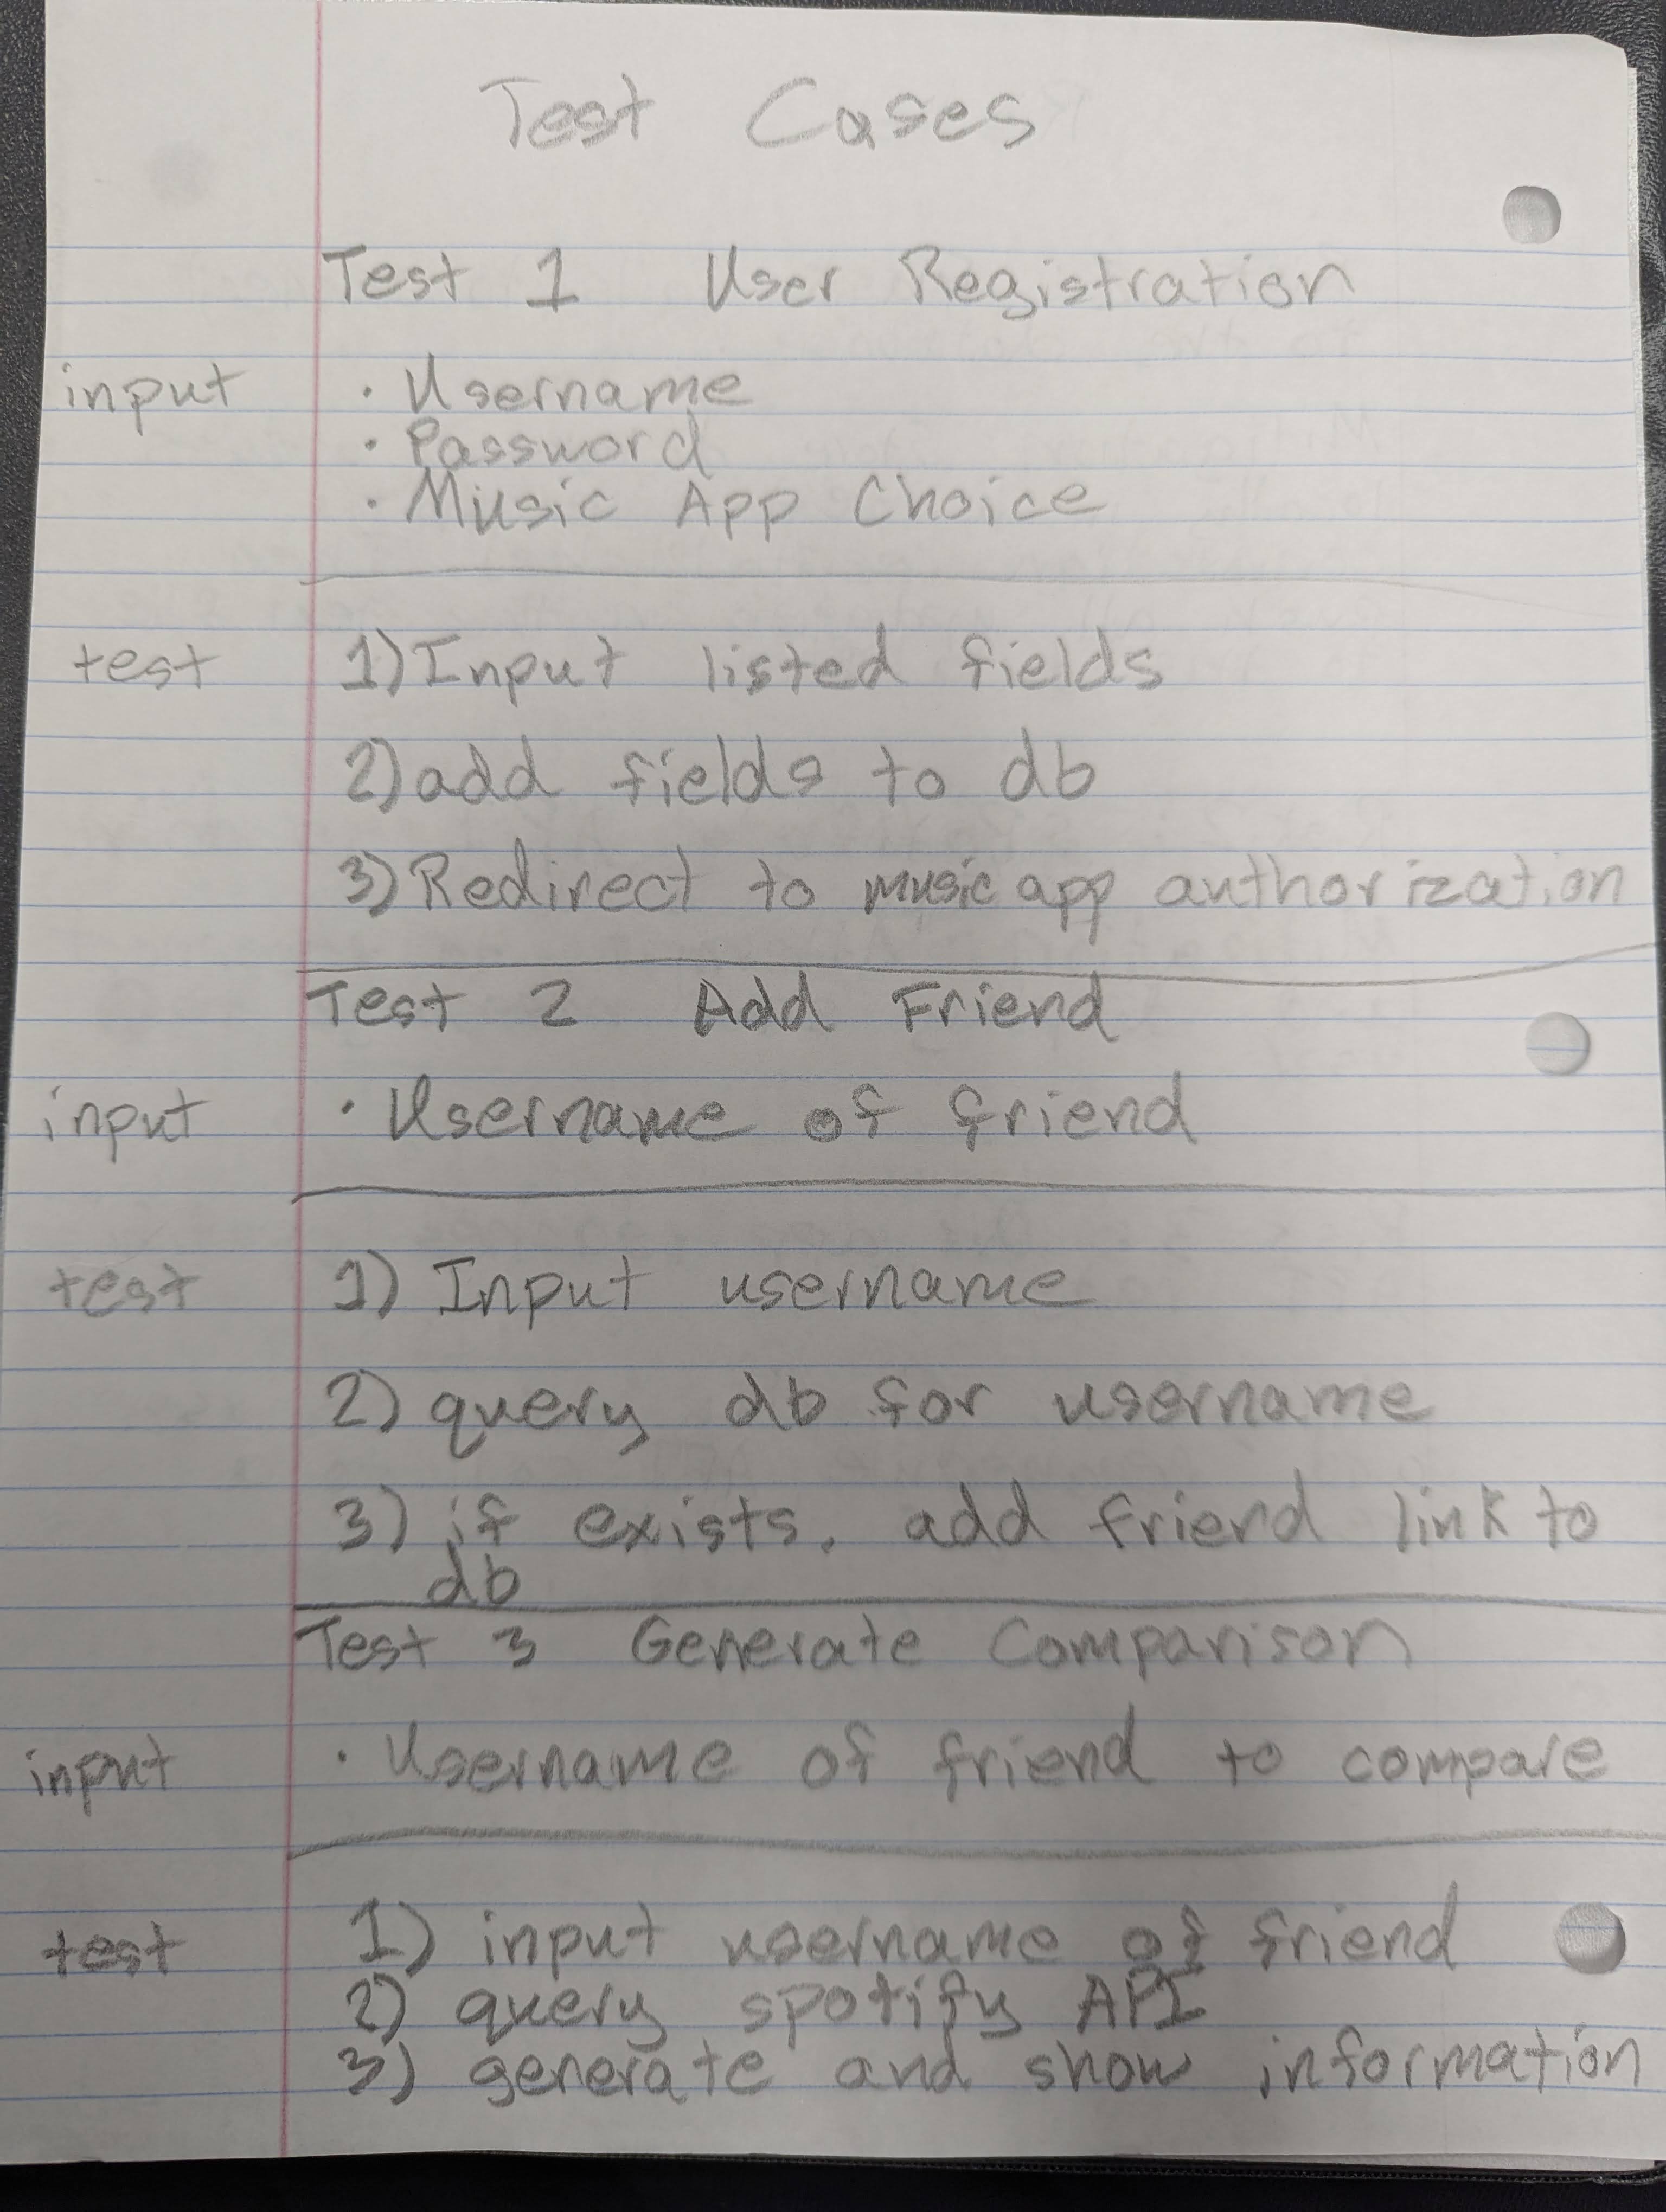 Test Cases
Test 1 User Registration
input · Username
· Password
· Music App Choice
test 1) Input listed fields
2) add fields to db
3) Redirect to music app authorization
Test 2 Add Friend
input · Username of friend
test 1) Input username
2) query db for username
3) if exists, add friend link to
db
Test 3 Generate Comparison
input · Username of friend to compare
test 1) input username of friend
2) query spotify API
3) generate and show information